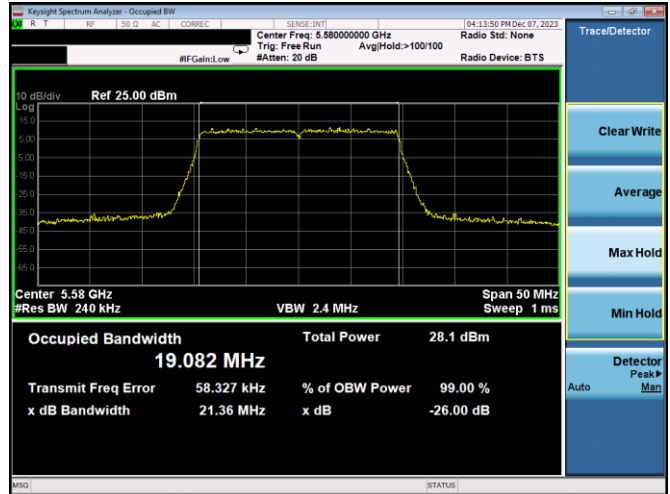 Keysight Spectrum Analyzer - Occupied BW
LXI R T RF 50 Ω AC CORREC SENSE:INT 04:13:50 PM Dec 07, 2023
Center Freq: 5.580000000 GHz Radio Std: None
Trig: Free Run Avg|Hold:>100/100
#IFGain:Low #Atten: 20 dB Radio Device: BTS
Trace/Detector
10 dB/div Ref 25.00 dBm
Log
15.0
5.00
-5.00
-15.0
-25.0
-35.0
-45.0
-55.0
-65.0
Center 5.58 GHz Span 50 MHz
#Res BW 240 kHz VBW 2.4 MHz Sweep 1 ms
Occupied Bandwidth Total Power 28.1 dBm
19.082 MHz
Transmit Freq Error 58.327 kHz % of OBW Power 99.00 %
x dB Bandwidth 21.36 MHz x dB -26.00 dB
Clear Write
Average
Max Hold
Min Hold
Detector
Peak▶
Auto Man
MSG STATUS